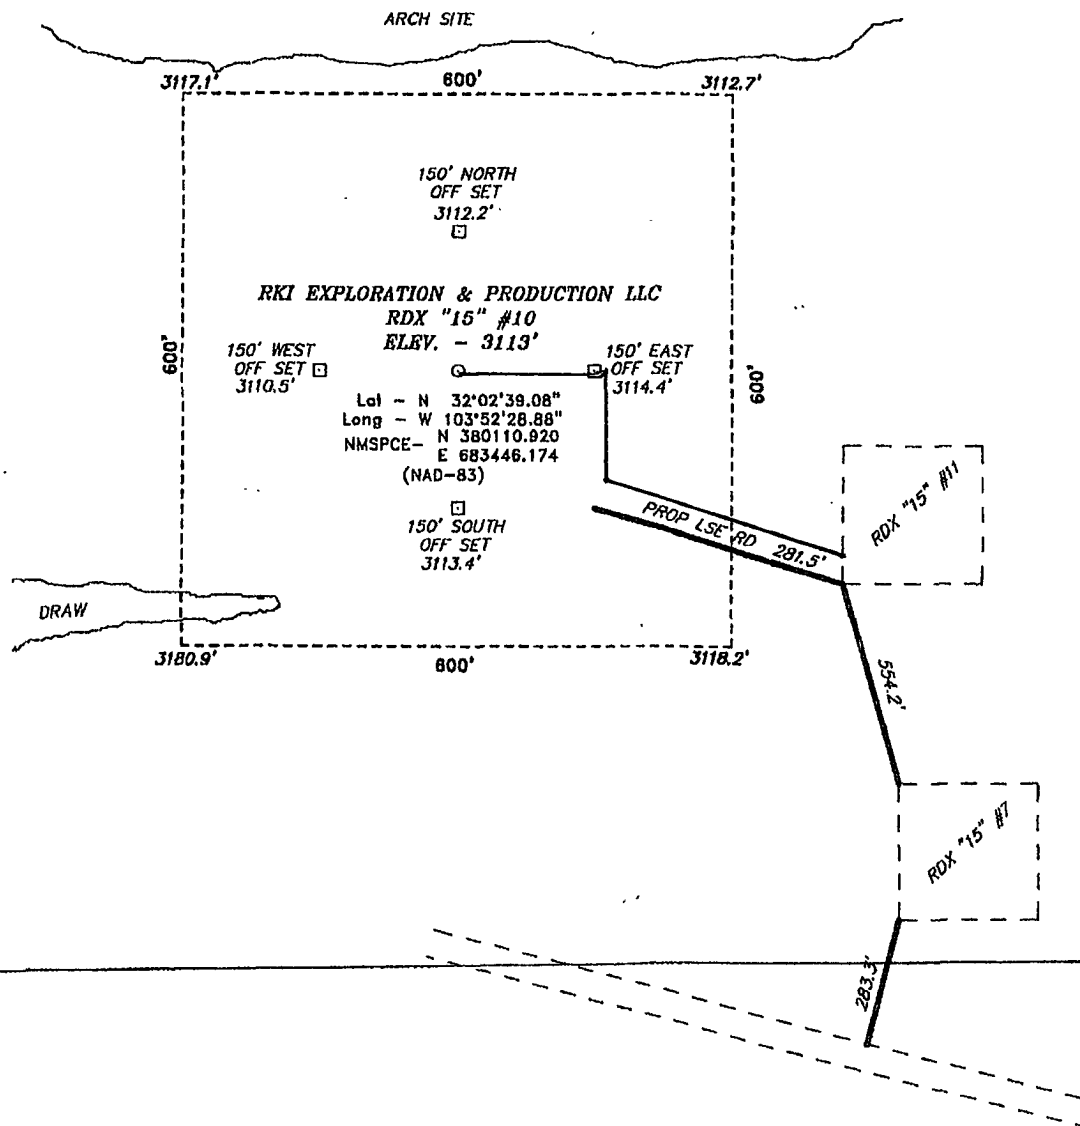 ARCH SITE
3117.1'
600'
3112.7'
150' NORTH
OFF SET
3112.2'
RKI EXPLORATION & PRODUCTION LLC
RDX "15" #10
ELEV. - 3113'
600'
150' WEST
OFF SET
3110.5'
150' EAST
OFF SET
3114.4'
600'
Lat - N 32°02'39.08"
Long - W 103°52'28.88"
NMSPCE- N 380110.920
E 683446.174
(NAD-83)
150' SOUTH
OFF SET
3113.4'
PROP LSE RD 281.5'
RDX "15" #11
DRAW
3180.9'
600'
3118.2'
554.2'
RDX "15" #7
283.3'